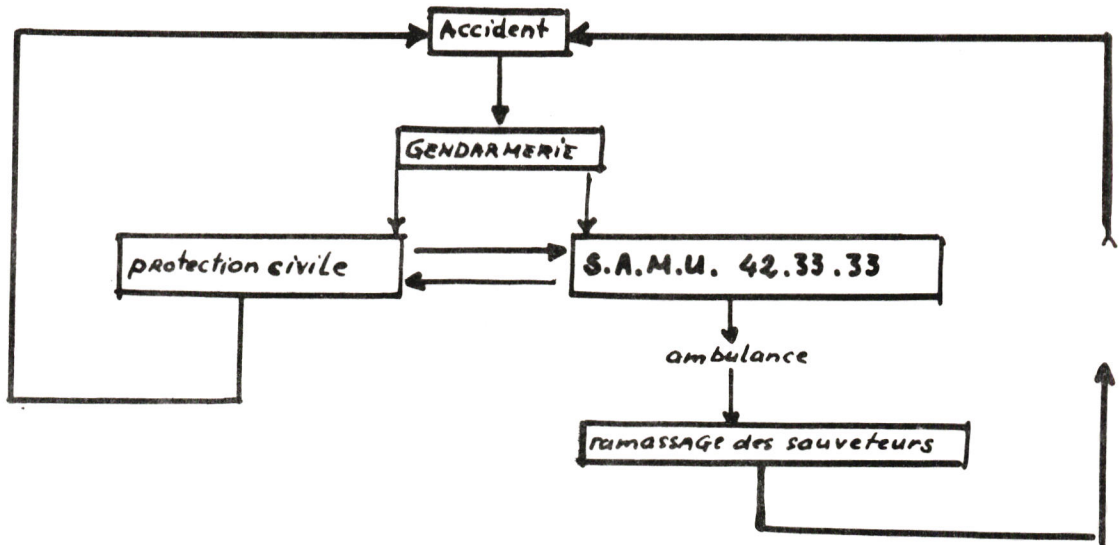 Accident
GENDARMERIE
protection civile
S.A.M.U. 42.33.33
ambulance
ramassage des sauveteurs